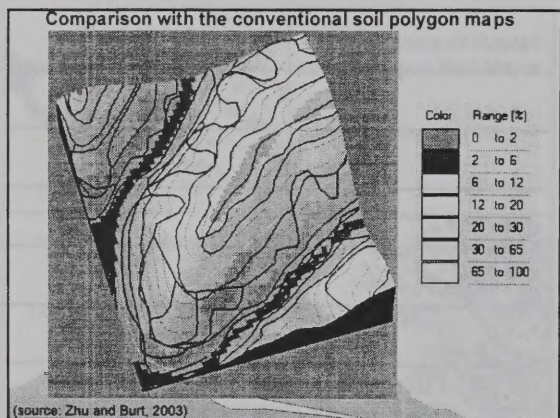 Comparison with the conventional soil polygon maps
Color Range (%)
0 to 2
2 to 6
6 to 12
12 to 20
20 to 30
30 to 65
65 to 100
(source: Zhu and Burt, 2003)